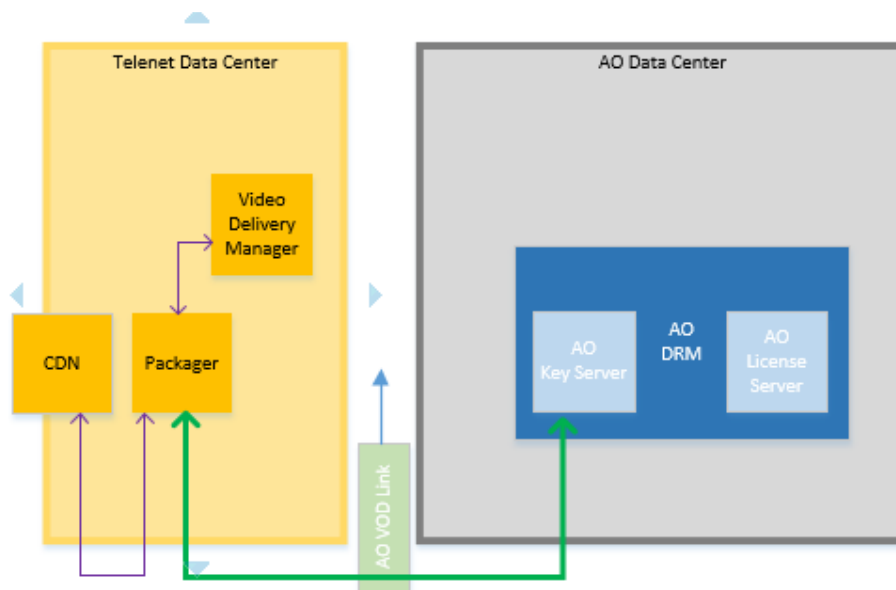 Telenet Data Center
AO Data Center
Video
Delivery
Manager
CDN
Packager
AO
Key Server
AO
DRM
AO
License
Server
AO VOD Link